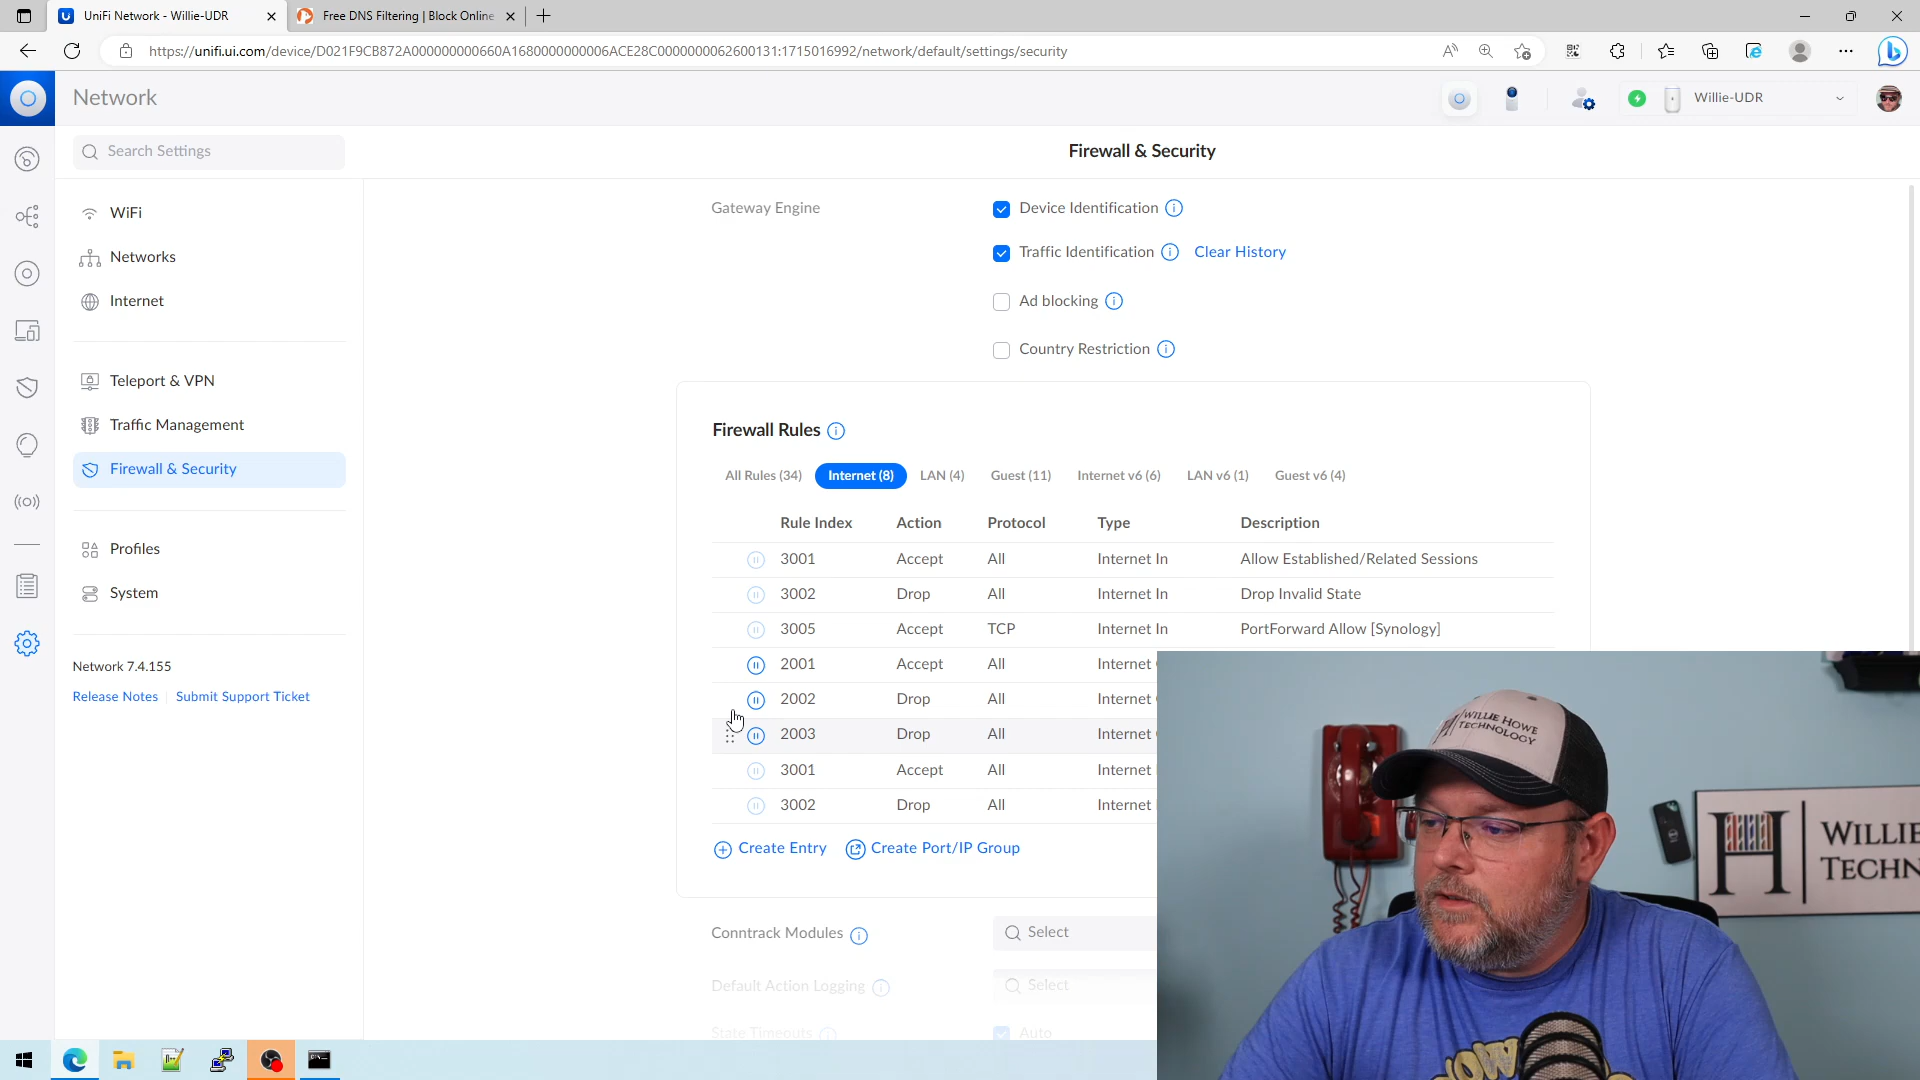 UniFi Network - Willie-UDR
Free DNS Filtering | Block Online
https://unifi.ui.com/device/D021F9CB872A000000000660A1680000000006ACE28C0000000062600131:1715016992/network/default/settings/security
Network
Willie-UDR
Search Settings
Firewall & Security
WiFi
Networks
Internet
Teleport & VPN
Traffic Management
Firewall & Security
Profiles
System
Network 7.4.155
Release Notes
Submit Support Ticket
Gateway Engine
Device Identification
Traffic Identification
Clear History
Ad blocking
Country Restriction
Firewall Rules
All Rules (34) Internet (8) LAN (4) Guest (11) Internet v6 (6) LAN v6 (1) Guest v6 (4)
Rule Index Action Protocol Type Description
3001 Accept All Internet In Allow Established/Related Sessions
3002 Drop All Internet In Drop Invalid State
3005 Accept TCP Internet In PortForward Allow [Synology]
2001 Accept All Internet
2002 Drop All Internet
2003 Drop All Internet
3001 Accept All Internet
3002 Drop All Internet
Create Entry
Create Port/IP Group
Conntrack Modules
Select
Default Action Logging
Select
State Timeouts
Auto
WILLIE HOWE
TECHNOLOGY
H
WILLIE
TECHN